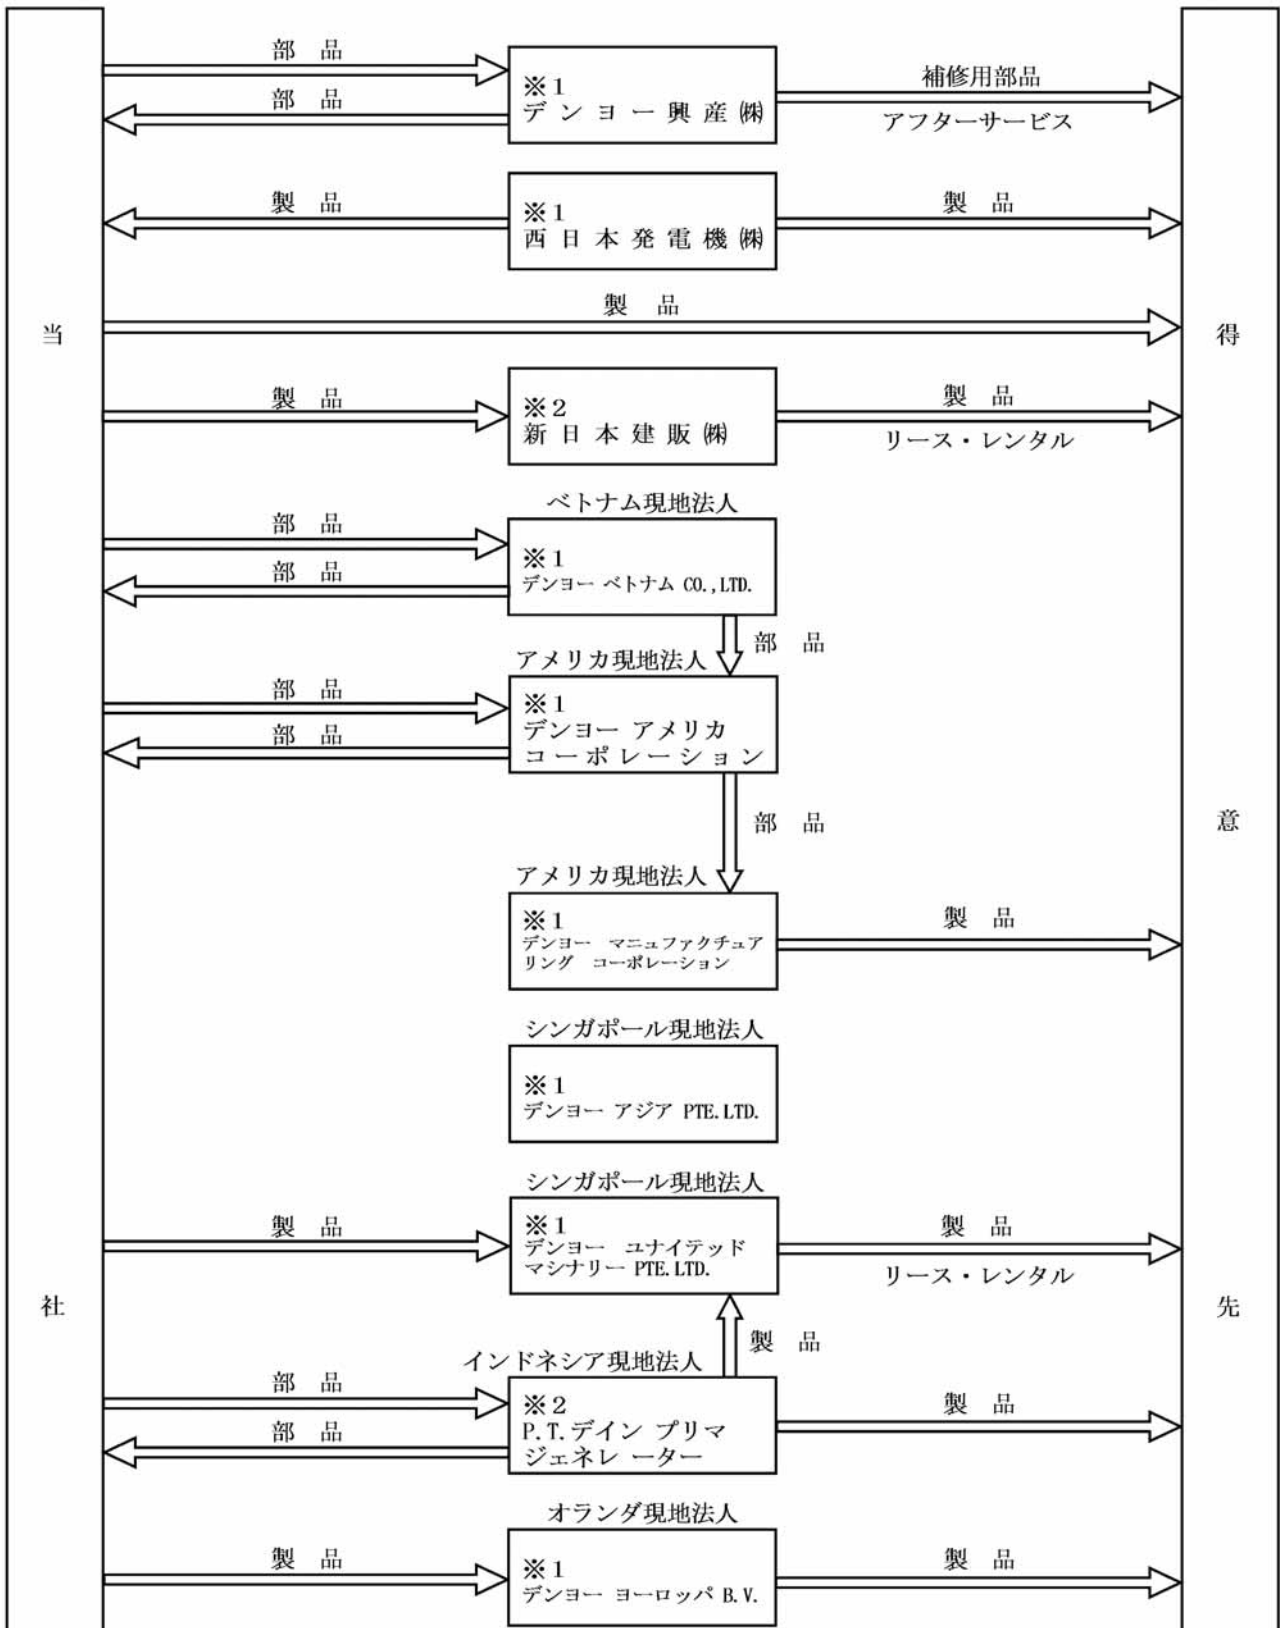 部 品
※1
部 品
デンヨー興産㈱
補修用部品
アフターサービス
製 品
※1
西日本発電機㈱
製 品
製 品
当
得
製 品
※2
新日本建販㈱
製 品
リース・レンタル
ベトナム現地法人
部 品
※1
部 品
デンヨー ベトナム CO.,LTD.
部 品
アメリカ現地法人
部 品
※1
デンヨー アメリカ
部 品
コーポレーション
部 品
意
アメリカ現地法人
※1
デンヨー マニュファクチュア
リング コーポレーション
製 品
シンガポール現地法人
※1
デンヨー アジア PTE.LTD.
シンガポール現地法人
製 品
※1
デンヨー ユナイテッド
マシナリー PTE.LTD.
製 品
リース・レンタル
社
先
製 品
インドネシア現地法人
部 品
※2
部 品
P.T.デイン プリマ
ジェネレーター
製 品
オランダ現地法人
製 品
※1
デンヨー ヨーロッパ B.V.
製 品